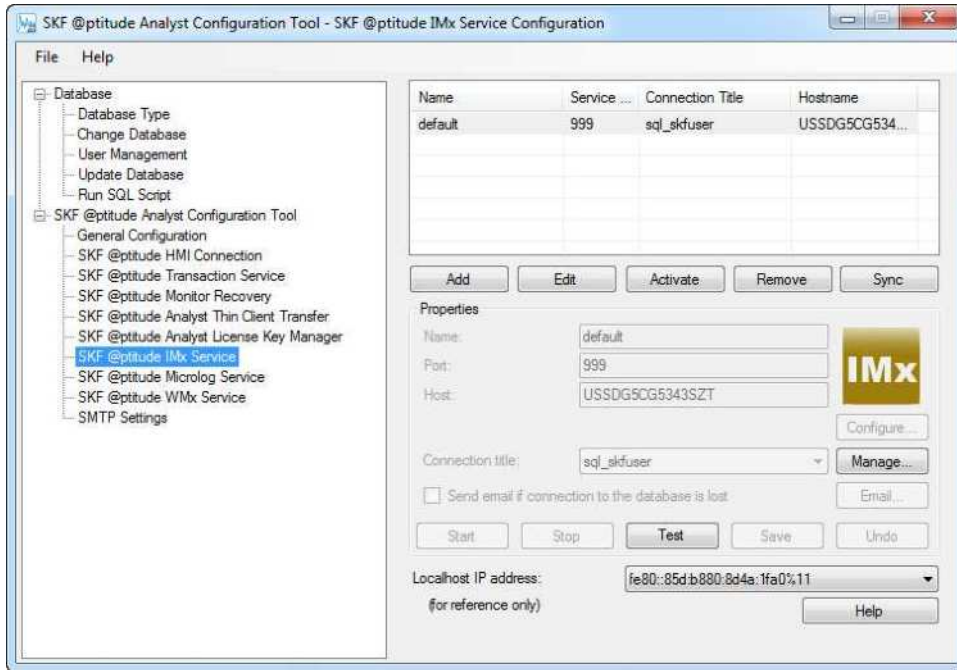 SKF @ptitude Analyst Configuration Tool - SKF @ptitude IMx Service Configuration
File Help
Database
Database Type
Change Database
User Management
Update Database
Run SQL Script
SKF @ptitude Analyst Configuration Tool
General Configuration
SKF @ptitude HMI Connection
SKF @ptitude Transaction Service
SKF @ptitude Monitor Recovery
SKF @ptitude Analyst Thin Client Transfer
SKF @ptitude Analyst License Key Manager
SKF @ptitude IMx Service
SKF @ptitude Microlog Service
SKF @ptitude WMx Service
SMTP Settings
Name Service ... Connection Title Hostname
default 999 sql_skfuser USSDG5CG534...
Add Edit Activate Remove Sync
Properties
Name: default
Port: 999
Host: USSDG5CG5343SZT
IMx
Configure...
Connection title: sql_skfuser Manage...
Send email if connection to the database is lost Email...
Start Stop Test Save Undo
Localhost IP address: fe80::85d:b880:8d4a:1fa0%11
(for reference only)
Help